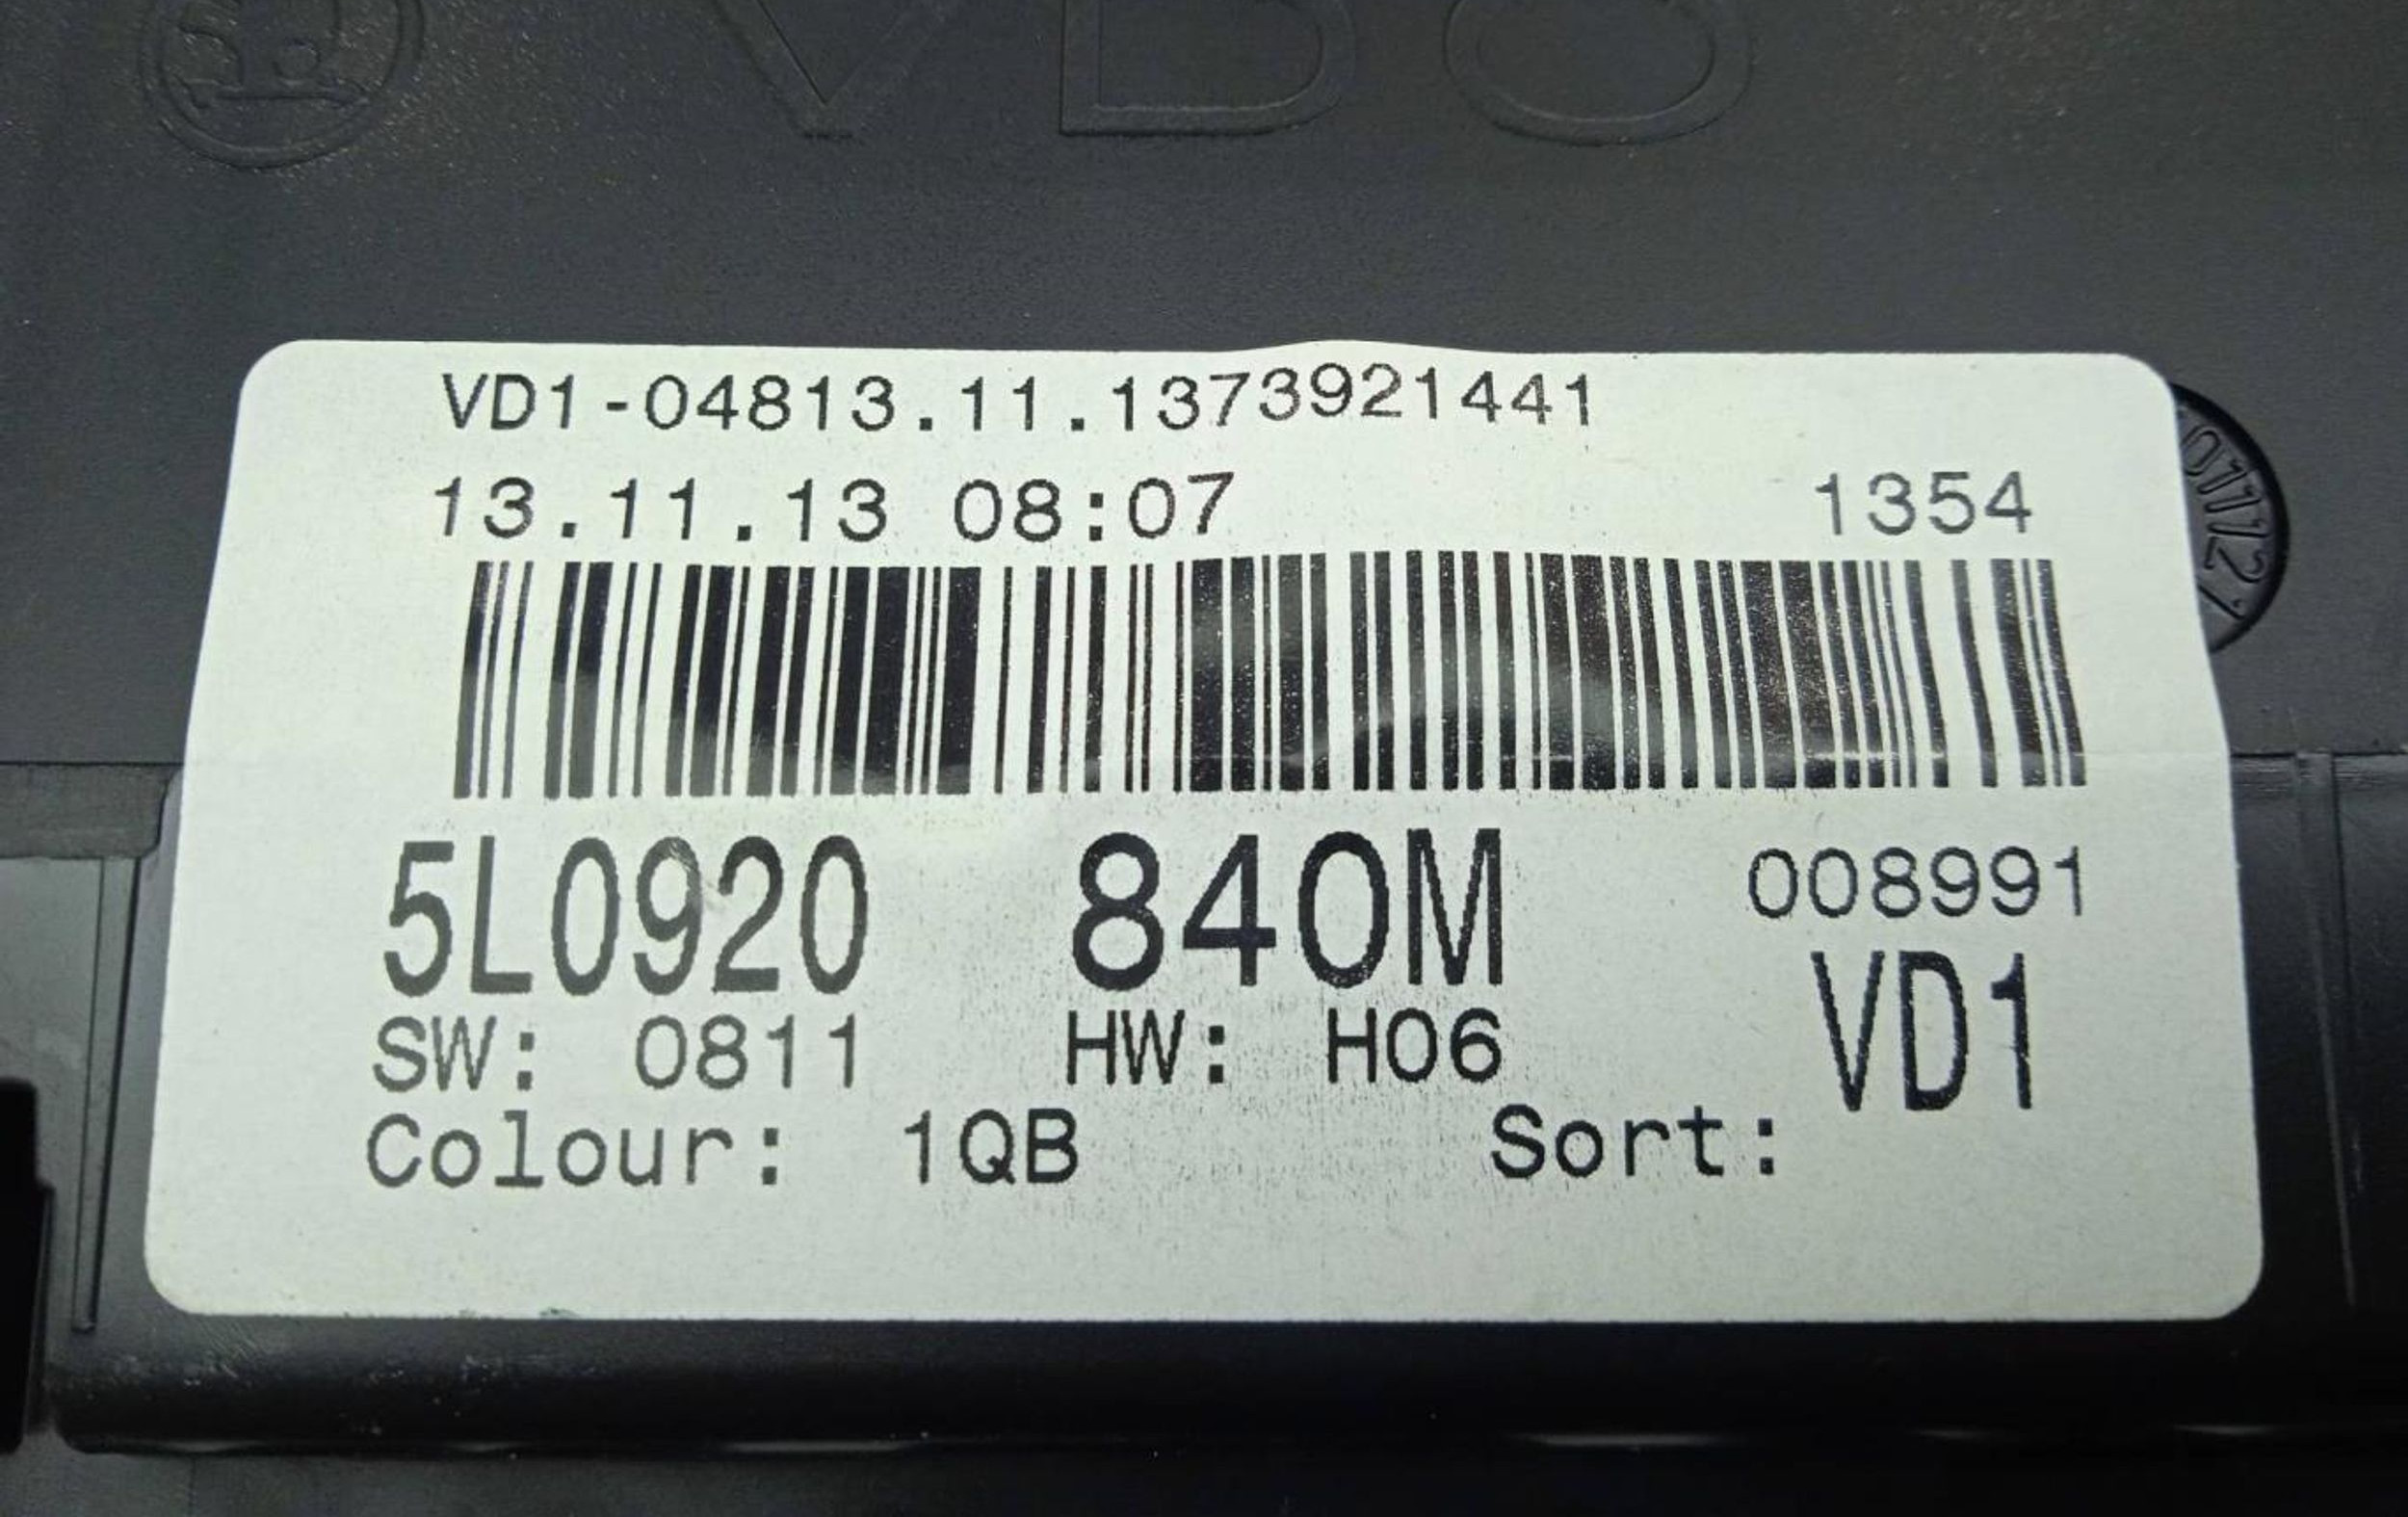 VDO
VD1-04813.11.1373921441
13.11.13 08:07 1354
5L0920 840M 008991
SW: 0811 HW: H06 VD1
Colour: 1QB Sort: